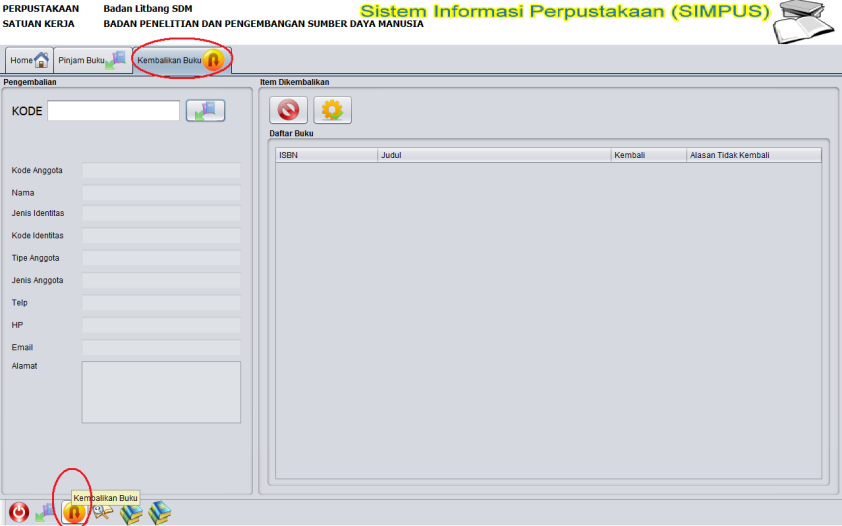 PERPUSTAKAAN Badan Litbang SDM
Sistem Informasi Perpustakaan (SIMPUS)
SATUAN KERJA BADAN PENELITIAN DAN PENGEMBANGAN SUMBER DAYA MANUSIA
Home Pinjam Buku Kembalikan Buku
Pengembalian
KODE
Kode Anggota
Nama
Jenis Identitas
Kode Identitas
Tipe Anggota
Jenis Anggota
Telp
HP
Email
Alamat
Item Dikembalikan
Daftar Buku
ISBN Judul Kembali Alasan Tidak Kembali
Kembalikan Buku